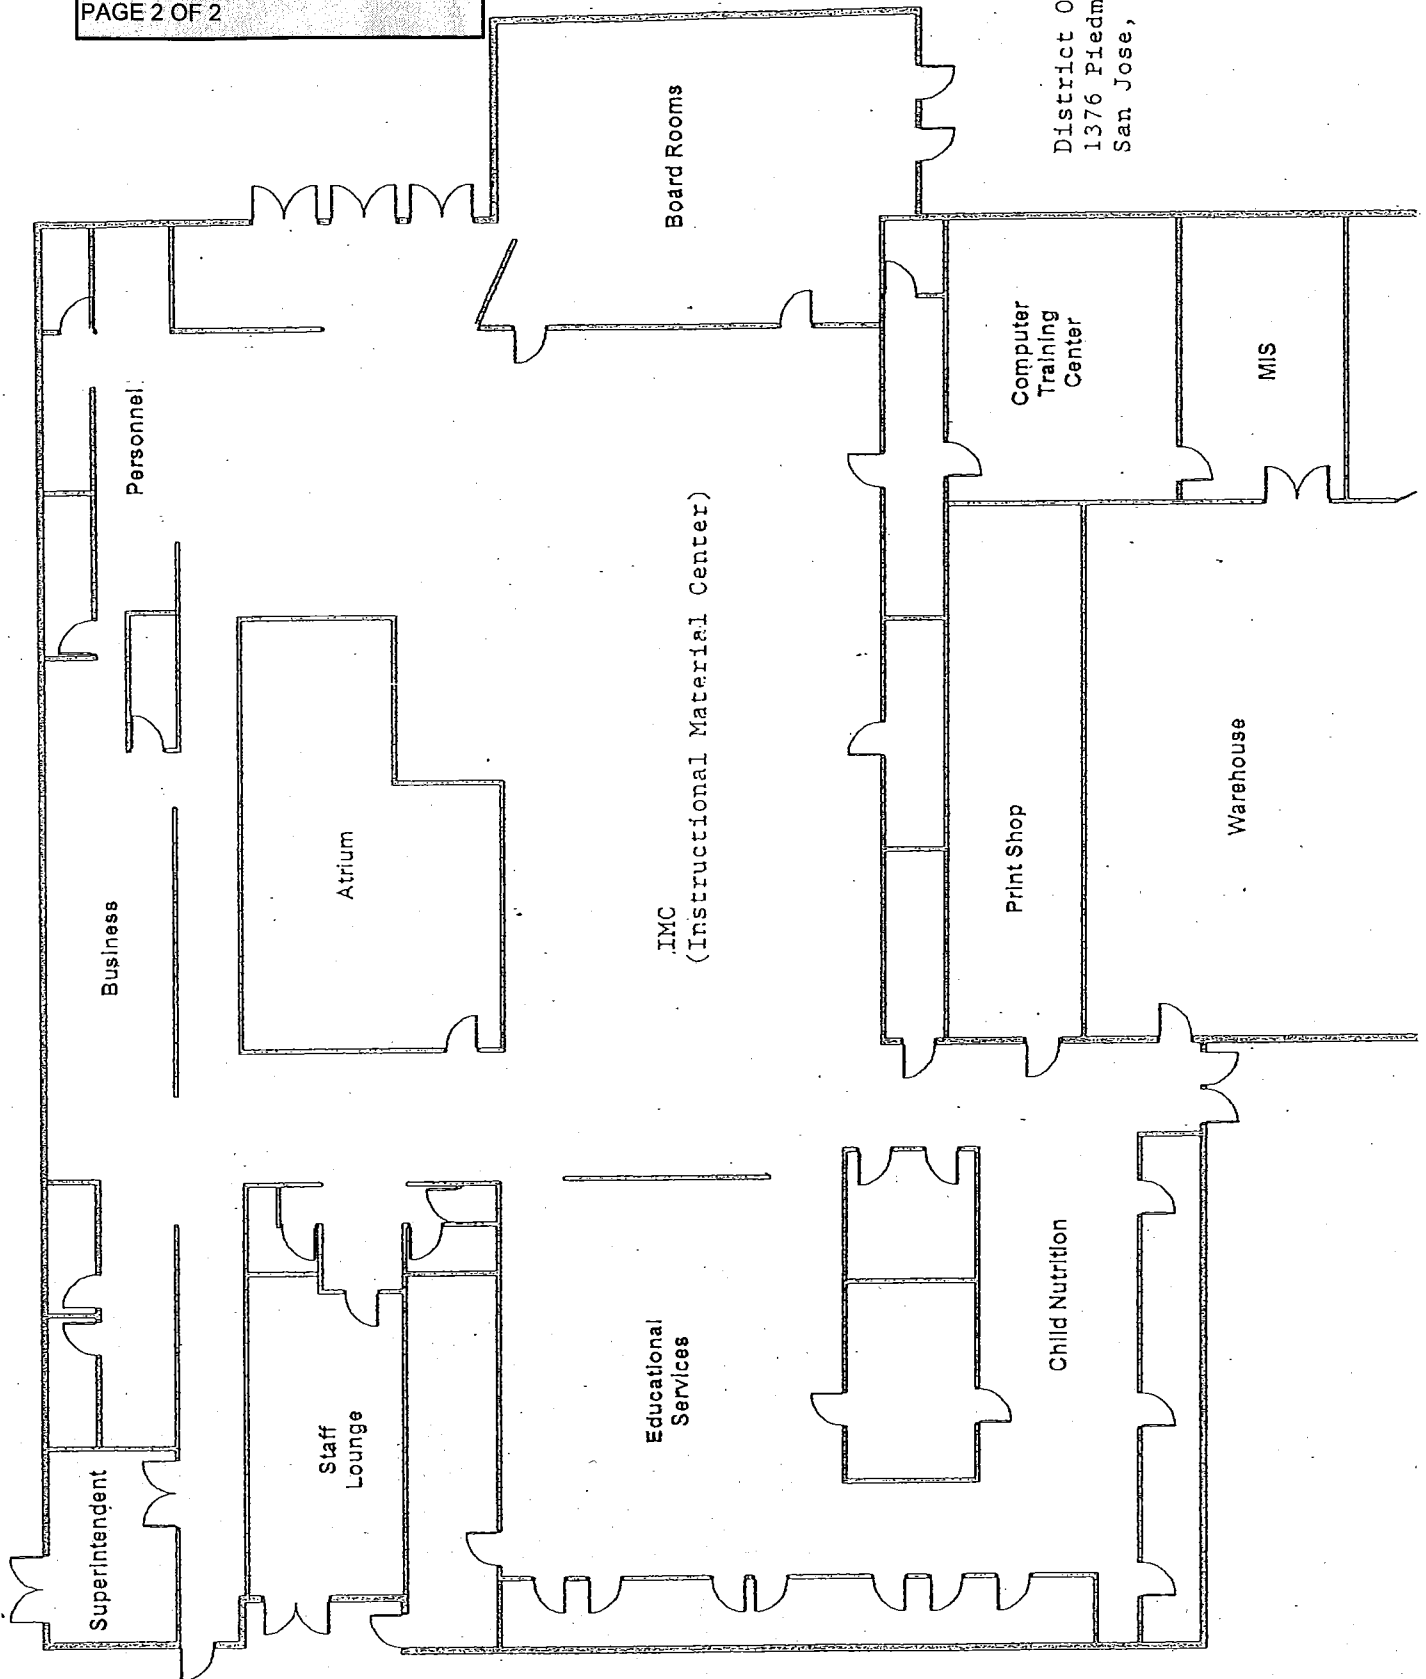 PAGE 2 OF 2
District O
1376 Piedm
San Jose,
Board Rooms
Personnel
Computer
Training
Center
MIS
IMC
(Instructional Material Center)
Business
Atrium
Print Shop
Warehouse
Superintendent
Staff
Lounge
Educational
Services
Child Nutrition